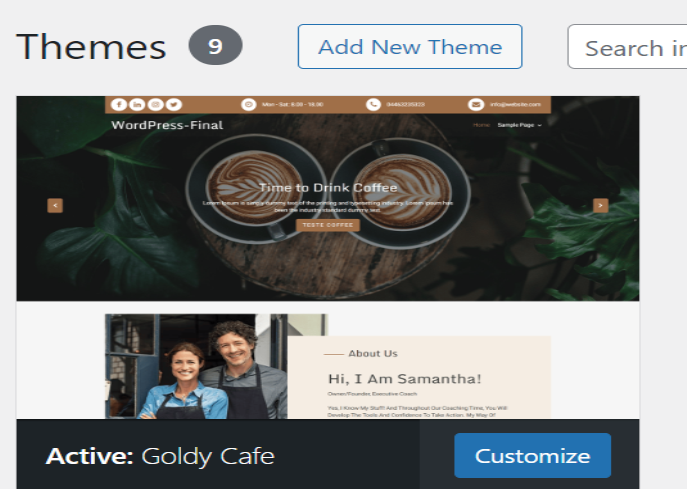 Themes 9 Add New Theme Search in
Mon - Sat: 8.00 - 18.00 04463235323 info@website.com
WordPress-Final Home Sample Page
Time to Drink Coffee
Lorem Ipsum is simply dummy text of the printing and typesetting industry. Lorem Ipsum has
been the industry standard dummy text
TESTE COFFEE
About Us
Hi, I Am Samantha!
Owner/Founder, Executive Coach
Yes, I Know My Stuff! And Throughout Our Coaching Time, You Will
Develop The Tools And Confidence To Take Action. My Way Of
Active: Goldy Cafe Customize